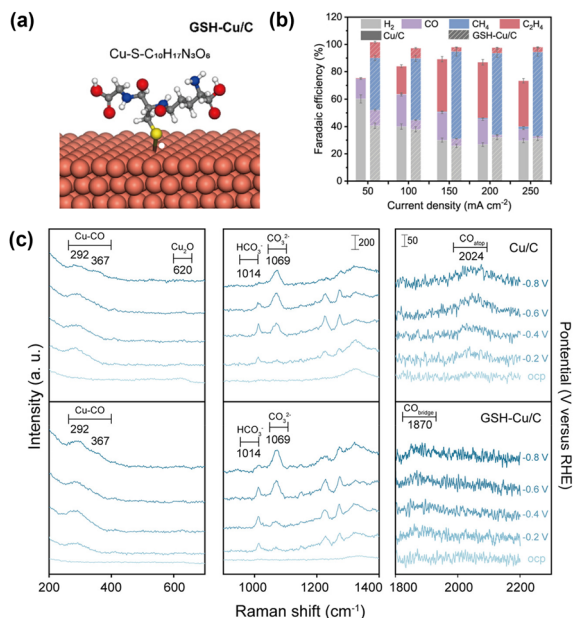 (a)
GSH-Cu/C
Cu-S-C₁₀H₁₇N₃O₆
(b)
H₂ CO CH₄ C₂H₄
Cu/C GSH-Cu/C
Faradaic efficiency (%)
120
100
80
60
40
20
0
50 100 150 200 250
Current density (mA cm⁻²)
(c)
Cu-CO
292 367
Cu₂O
620
HCO₃⁻
1014
CO₃²⁻
1069
200
50
CO_atop
2024
Cu/C
-0.8 V
-0.6 V
-0.4 V
-0.2 V
ocp
Cu-CO
292 367
HCO₃⁻
1014
CO₃²⁻
1069
CO_bridge
1870
GSH-Cu/C
-0.8 V
-0.6 V
-0.4 V
-0.2 V
ocp
Intensity (a. u.)
Potential (V versus RHE)
200 400 600 1000 1200 1400 1800 2000 2200
Raman shift (cm⁻¹)